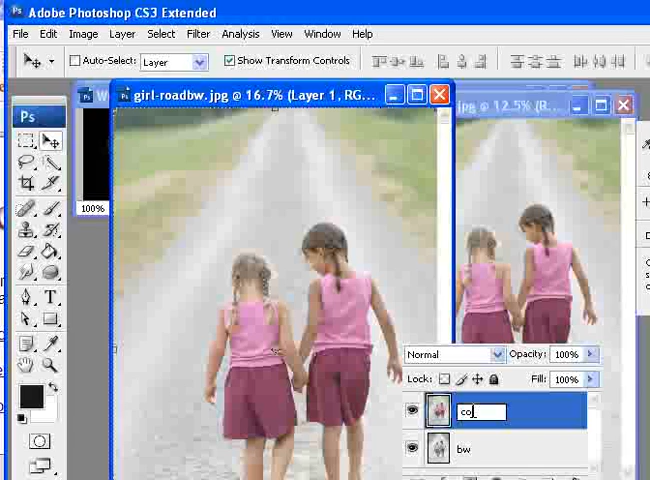 Adobe Photoshop CS3 Extended
File Edit Image Layer Select Filter Analysis View Window Help
Auto-Select: Layer Show Transform Controls
girl-roadbw.jpg @ 16.7% (Layer 1, RG...
jpg @ 12.5% (R...
Ps
100%
T
Normal Opacity: 100%
Lock: Fill: 100%
co
bw